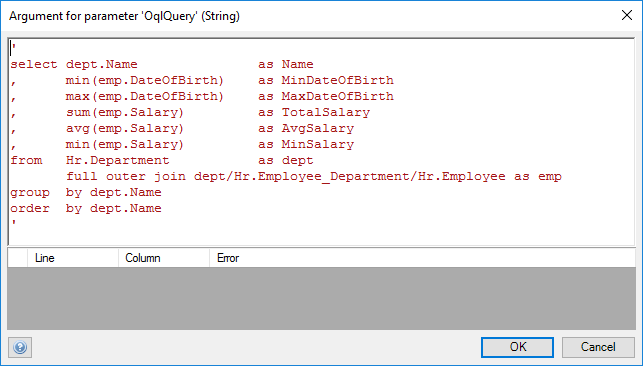 Argument for parameter 'OqlQuery' (String)
'
select dept.Name                as Name
,      min(emp.DateOfBirth)     as MinDateOfBirth
,      max(emp.DateOfBirth)     as MaxDateOfBirth
,      sum(emp.Salary)          as TotalSalary
,      avg(emp.Salary)          as AvgSalary
,      min(emp.Salary)          as MinSalary
from   Hr.Department            as dept
       full outer join dept/Hr.Employee_Department/Hr.Employee as emp
group  by dept.Name
order  by dept.Name
'
Line Column Error
? OK Cancel